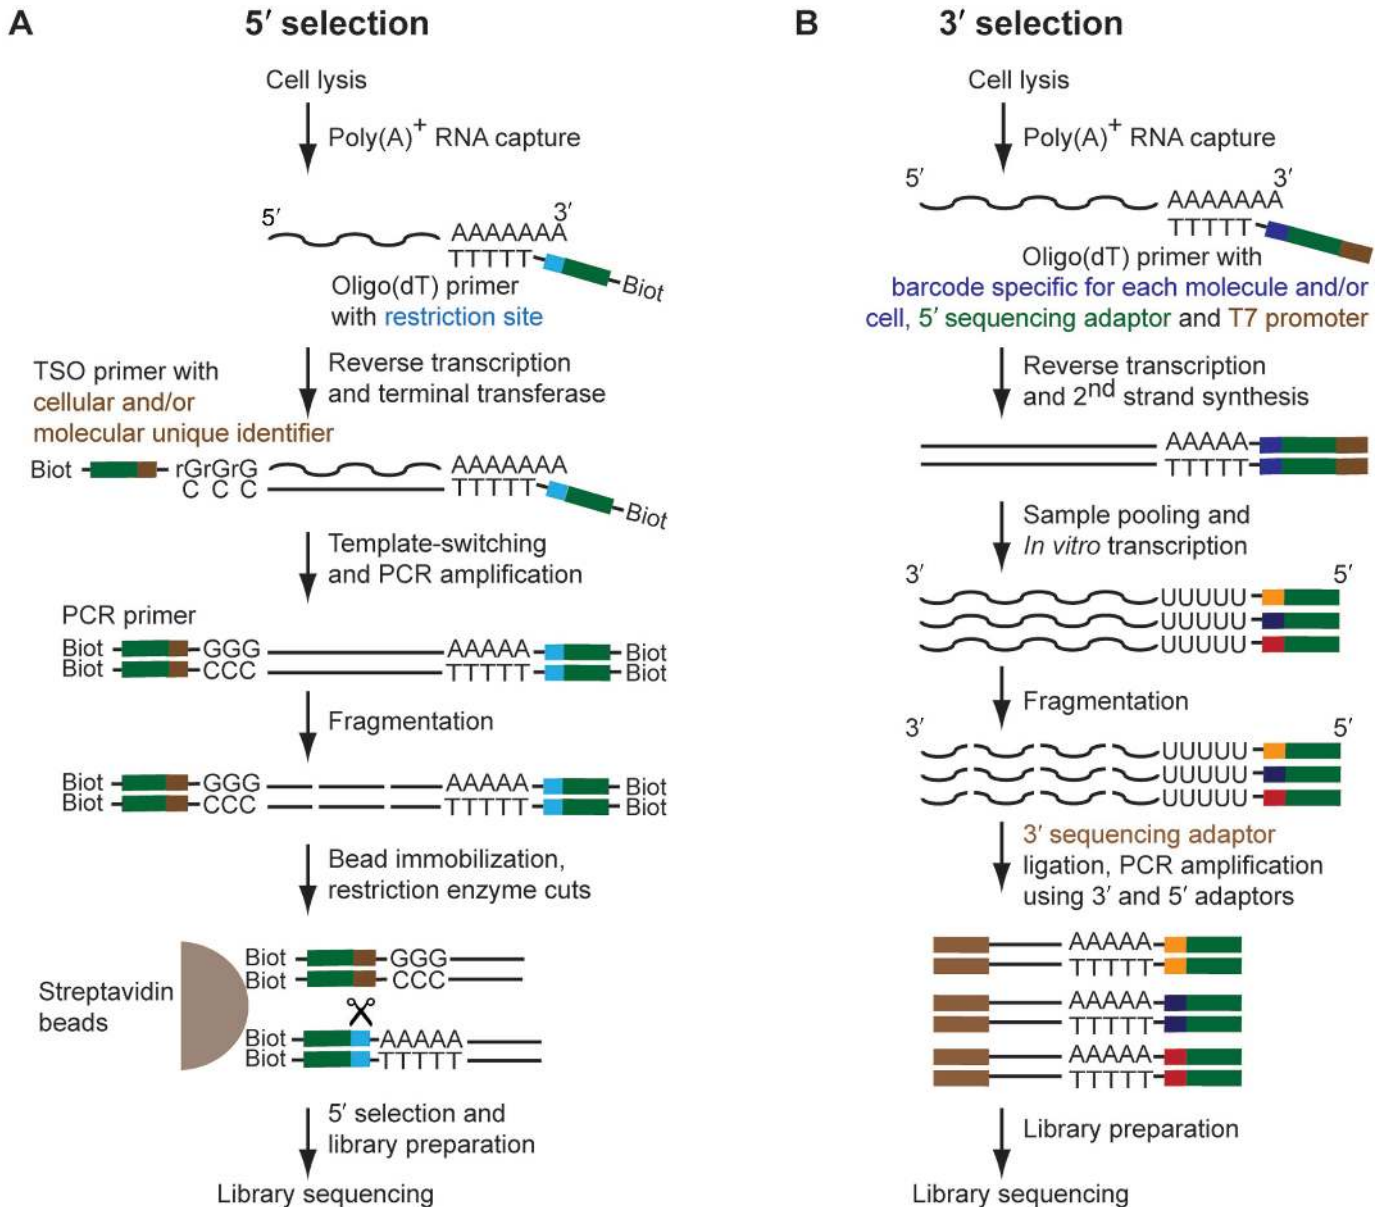 A
5′ selection
Cell lysis
Poly(A)+ RNA capture
5′
3′
AAAAAAA
TTTTT
Biot
Oligo(dT) primer
with restriction site
Reverse transcription
and terminal transferase
TSO primer with
cellular and/or
molecular unique identifier
Biot
rGrGrG
AAAAAAA
C C C
TTTTT
Biot
Template-switching
and PCR amplification
PCR primer
Biot GGG AAAAA Biot
Biot CCC TTTTT Biot
Fragmentation
Biot GGG AAAAA Biot
Biot CCC TTTTT Biot
Bead immobilization,
restriction enzyme cuts
Streptavidin
beads
Biot GGG
Biot CCC
Biot AAAAA
Biot TTTTT
5′ selection and
library preparation
Library sequencing
B
3′ selection
Cell lysis
Poly(A)+ RNA capture
5′
3′
AAAAAAA
TTTTT
Oligo(dT) primer with
barcode specific for each molecule and/or
cell, 5′ sequencing adaptor and T7 promoter
Reverse transcription
and 2nd strand synthesis
AAAAA
TTTTT
Sample pooling and
In vitro transcription
3′
5′
UUUUU
UUUUU
UUUUU
Fragmentation
3′
5′
UUUUU
UUUUU
UUUUU
3′ sequencing adaptor
ligation, PCR amplification
using 3′ and 5′ adaptors
AAAAA
TTTTT
AAAAA
TTTTT
AAAAA
TTTTT
Library preparation
Library sequencing